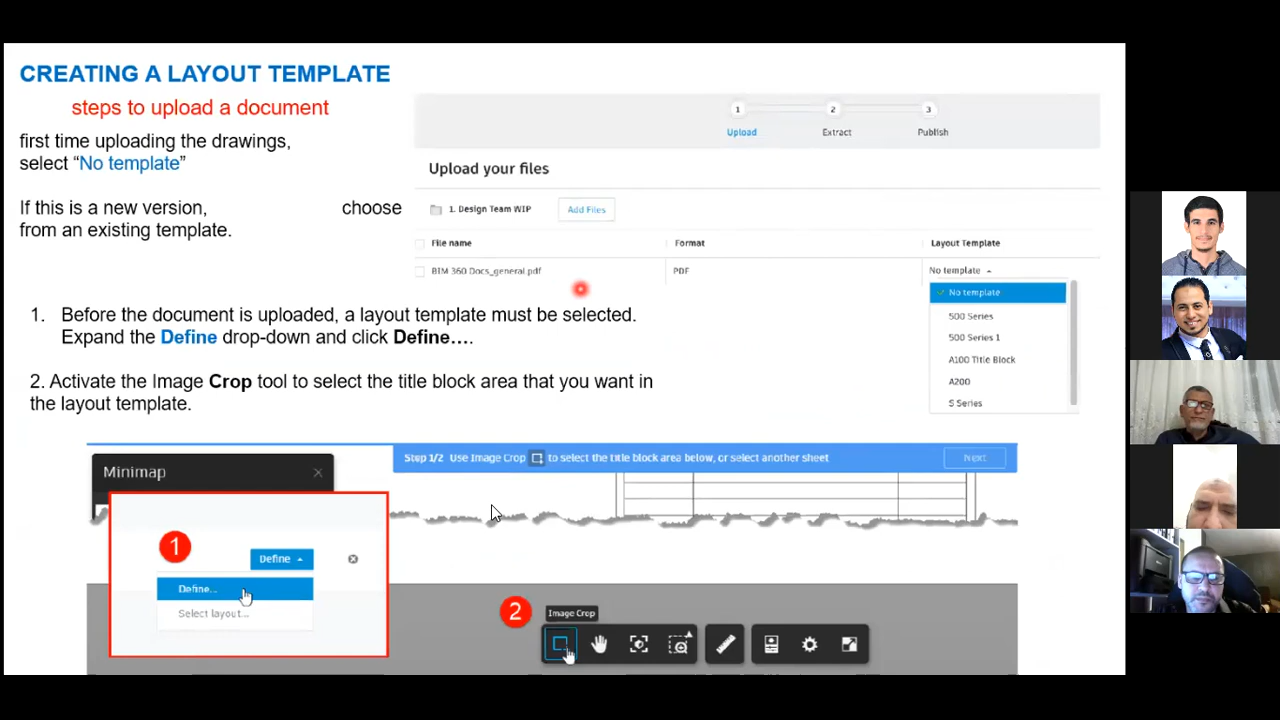 CREATING A LAYOUT TEMPLATE
steps to upload a document
first time uploading the drawings,
select “No template”
If this is a new version, choose
from an existing template.
1 2 3
Upload Extract Publish
Upload your files
1. Design Team WIP Add Files
File name Format Layout Template
BIM 360 Docs_general.pdf PDF No template
No template
500 Series
500 Series 1
A100 Title Block
A200
S Series
1. Before the document is uploaded, a layout template must be selected.
Expand the Define drop-down and click Define….
2. Activate the Image Crop tool to select the title block area that you want in
the layout template.
Minimap
Step 1/2 Use Image Crop to select the title block area below, or select another sheet Next
1
Define
Define...
Select layout...
2
Image Crop